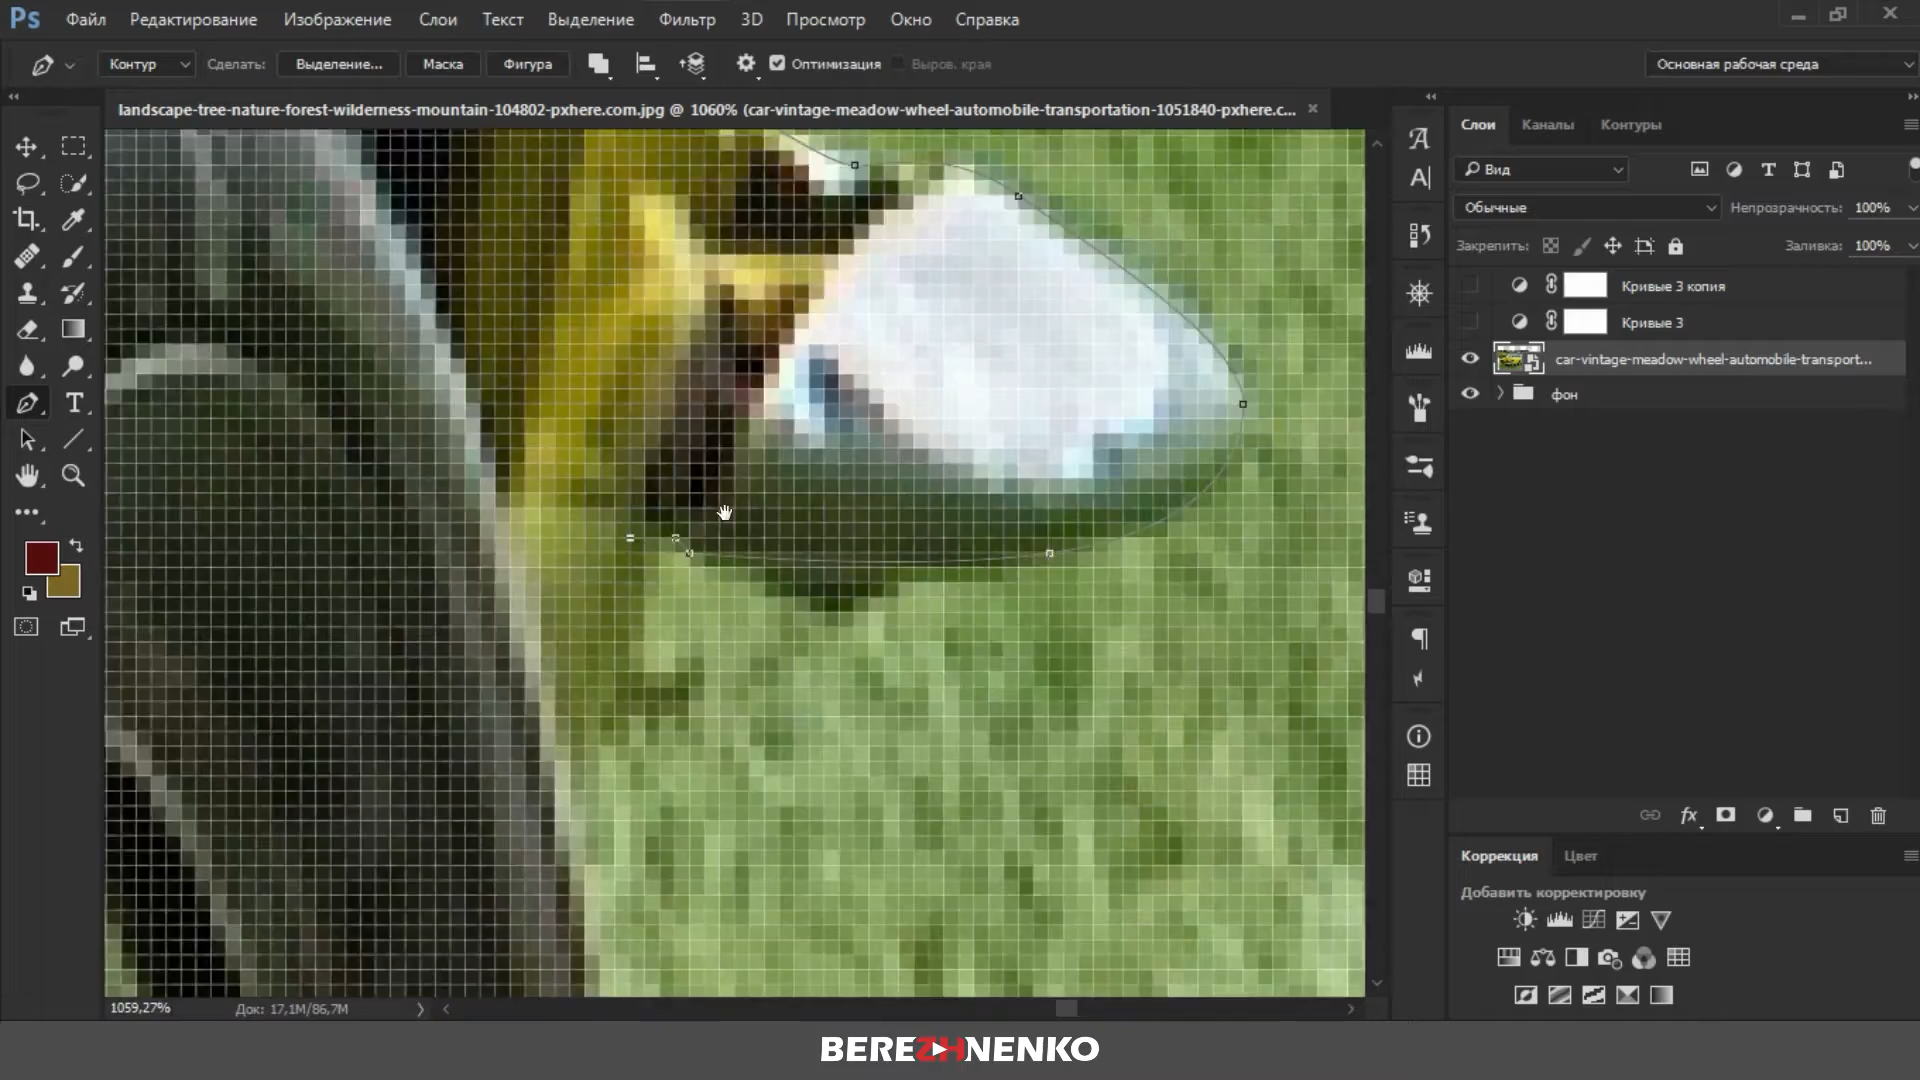 Ps Файл Редактирование Изображение Слои Текст Выделение Фильтр 3D Просмотр Окно Справка
Контур Сделать: Выделение... Маска Фигура Оптимизация Выров. края Основная рабочая среда
landscape-tree-nature-forest-wilderness-mountain-104802-pxhere.com.jpg @ 1060% (car-vintage-meadow-wheel-automobile-transportation-1051840-pxhere.c...
Слои Каналы Контуры
Вид
Обычные Непрозрачность: 100%
Закрепить: Заливка: 100%
Кривые 3 копия
Кривые 3
car-vintage-meadow-wheel-automobile-transport...
фон
fx
Коррекция Цвет
Добавить корректировку
1059,27% Док: 17,1M/86,7M
BEREZHNENKO